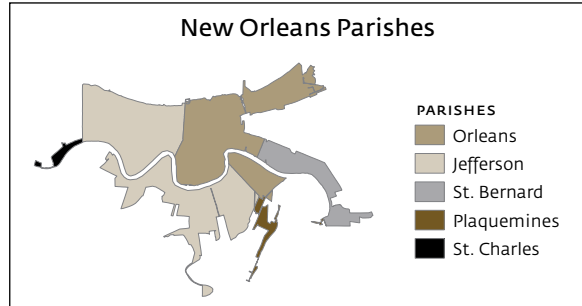 New Orleans Parishes
PARISHES
Orleans
Jefferson
St. Bernard
Plaquemines
St. Charles